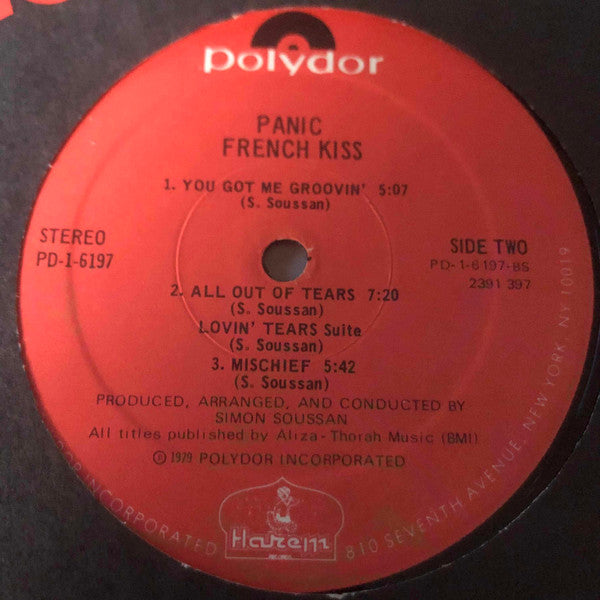 polydor
PANIC
FRENCH KISS
1. YOU GOT ME GROOVIN' 5:07
(S. Soussan)
STEREO
PD-1-6197
SIDE TWO
PD-1-6197-BS
2391 397
2. ALL OUT OF TEARS 7:20
(S. Soussan)
LOVIN' TEARS Suite
(S. Soussan)
3. MISCHIEF 5:42
(S. Soussan)
PRODUCED, ARRANGED, AND CONDUCTED BY
SIMON SOUSSAN
All titles published by Aliza-Thorah Music (BMI)
℗ 1979 POLYDOR INCORPORATED
Harem
INCORPORATED
810 SEVENTH AVENUE, NEW YORK, NY 10019